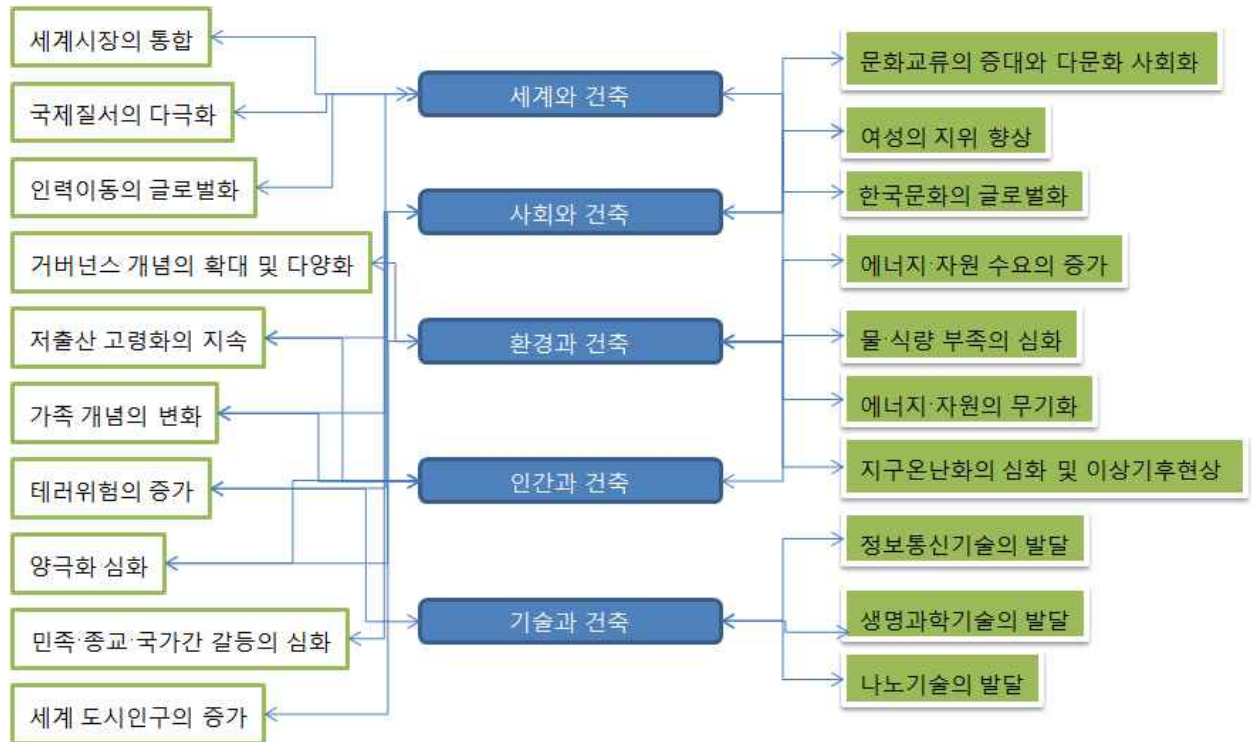 세계시장의 통합
국제질서의 다극화
인력이동의 글로벌화
거버넌스 개념의 확대 및 다양화
저출산 고령화의 지속
가족 개념의 변화
테러위험의 증가
양극화 심화
민족·종교·국가간 갈등의 심화
세계 도시인구의 증가
세계와 건축
사회와 건축
환경과 건축
인간과 건축
기술과 건축
문화교류의 증대와 다문화 사회화
여성의 지위 향상
한국문화의 글로벌화
에너지·자원 수요의 증가
물·식량 부족의 심화
에너지·자원의 무기화
지구온난화의 심화 및 이상기후현상
정보통신기술의 발달
생명과학기술의 발달
나노기술의 발달